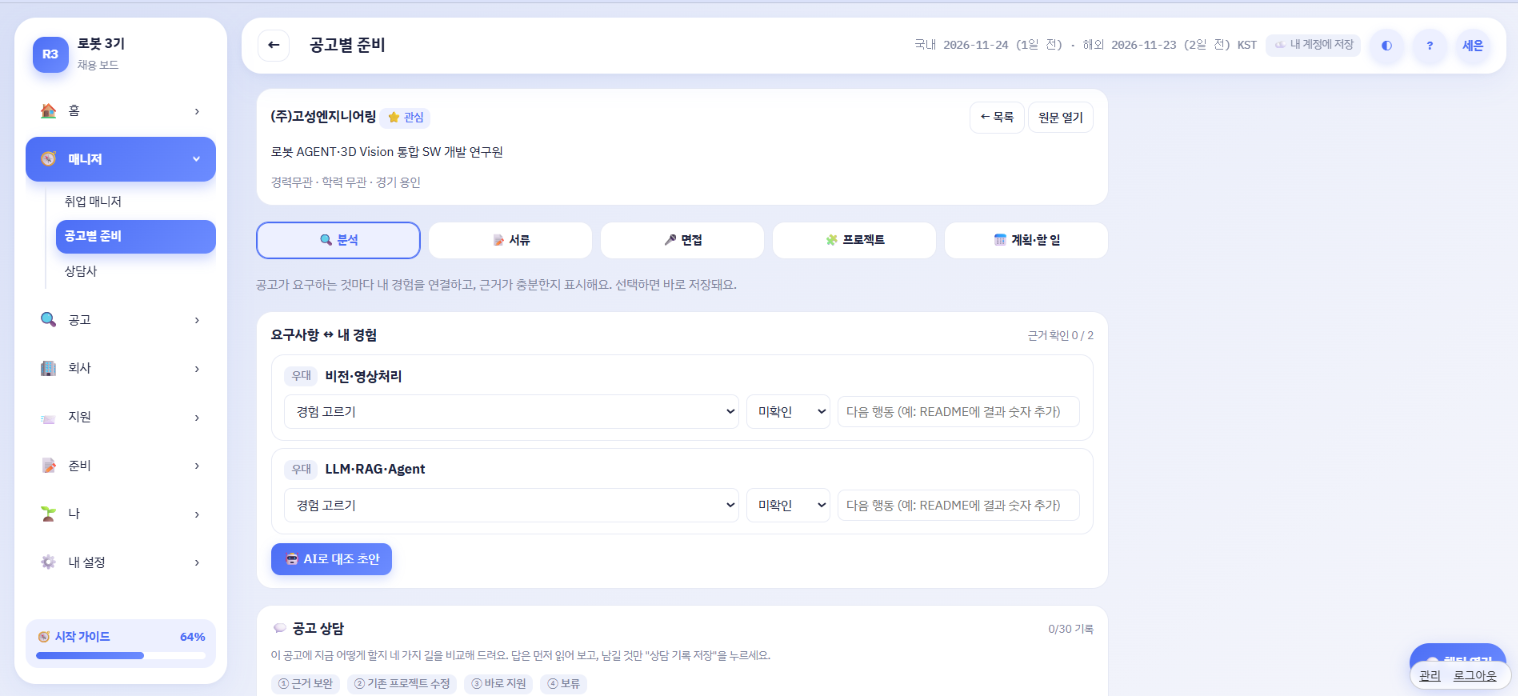 R3
로봇 3기
채용 보드
홈
매니저
취업 매니저
공고별 준비
상담사
공고
회사
지원
준비
나
내 설정
시작 가이드 64%
← 공고별 준비
국내 2026-11-24 (1일 전) · 해외 2026-11-23 (2일 전) KST
내 계정에 저장
?
세은
(주)고성엔지니어링 관심
← 목록 원문 열기
로봇 AGENT·3D Vision 통합 SW 개발 연구원
경력무관 · 학력 무관 · 경기 용인
분석 서류 면접 프로젝트 계획·할 일
공고가 요구하는 것마다 내 경험을 연결하고, 근거가 충분한지 표시해요. 선택하면 바로 저장돼요.
요구사항 ↔ 내 경험 근거 확인 0 / 2
우대 비전·영상처리
경험 고르기 미확인 다음 행동 (예: README에 결과 숫자 추가)
우대 LLM·RAG·Agent
경험 고르기 미확인 다음 행동 (예: README에 결과 숫자 추가)
AI로 대조 초안
공고 상담 0/30 기록
이 공고에 지금 어떻게 할지 네 가지 길을 비교해 드려요. 답은 먼저 읽어 보고, 남길 것만 "상담 기록 저장"을 누르세요.
① 근거 보완 ② 기존 프로젝트 수정 ③ 바로 지원 ④ 보류
관리 로그아웃